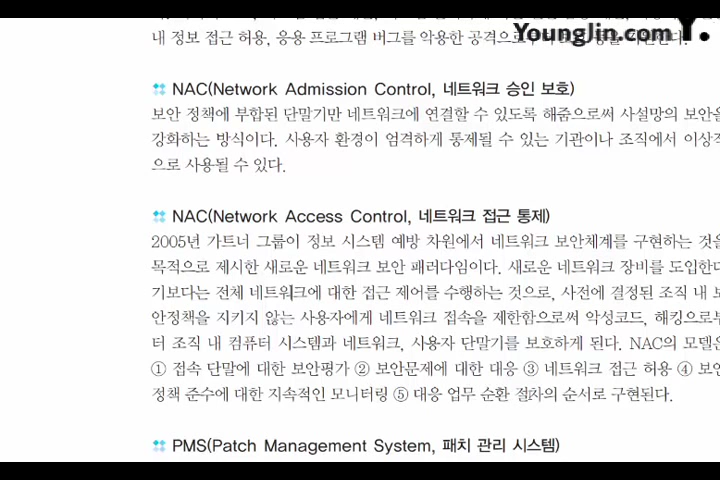 YoungJin.com Y.
내 정보 접근 허용, 응용 프로그램 버그를 악용한 공격으로부터
NAC(Network Admission Control, 네트워크 승인 보호)
보안 정책에 부합된 단말기만 네트워크에 연결할 수 있도록 해줌으로써 사설망의 보안을
강화하는 방식이다. 사용자 환경이 엄격하게 통제될 수 있는 기관이나 조직에서 이상적
으로 사용될 수 있다.
NAC(Network Access Control, 네트워크 접근 통제)
2005년 가트너 그룹이 정보 시스템 예방 차원에서 네트워크 보안체계를 구현하는 것을
목적으로 제시한 새로운 네트워크 보안 패러다임이다. 새로운 네트워크 장비를 도입한다
기보다는 전체 네트워크에 대한 접근 제어를 수행하는 것으로, 사전에 결정된 조직 내 보
안정책을 지키지 않는 사용자에게 네트워크 접속을 제한함으로써 악성코드, 해킹으로부
터 조직 내 컴퓨터 시스템과 네트워크, 사용자 단말기를 보호하게 된다. NAC의 모델은
① 접속 단말에 대한 보안평가 ② 보안문제에 대한 대응 ③ 네트워크 접근 허용 ④ 보안
정책 준수에 대한 지속적인 모니터링 ⑤ 대응 업무 순환 절차의 순서로 구현된다.
PMS(Patch Management System, 패치 관리 시스템)